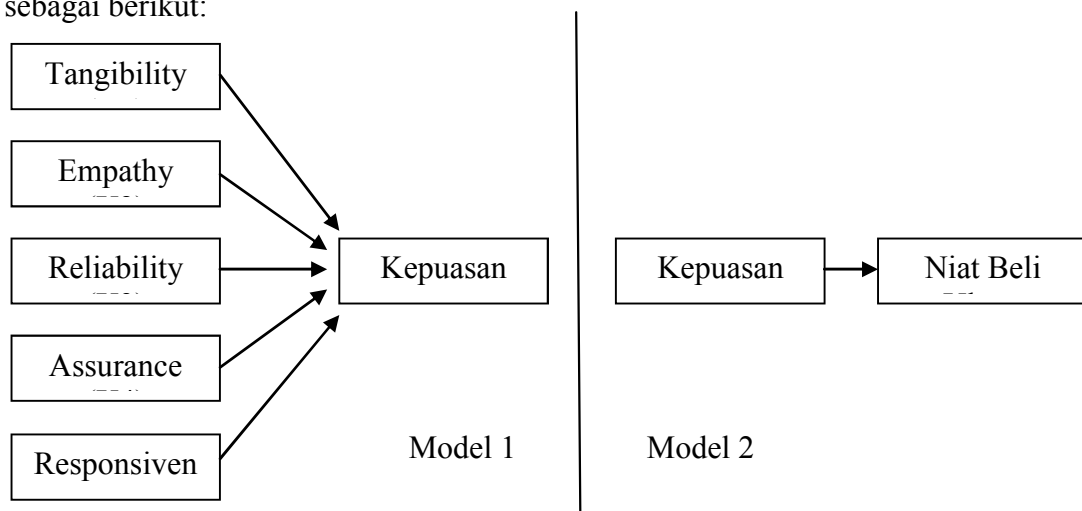 sebagai berikut:
Tangibility
Empathy
Reliability
Assurance
Responsiven
Kepuasan
Model 1
Kepuasan
Niat Beli
Model 2